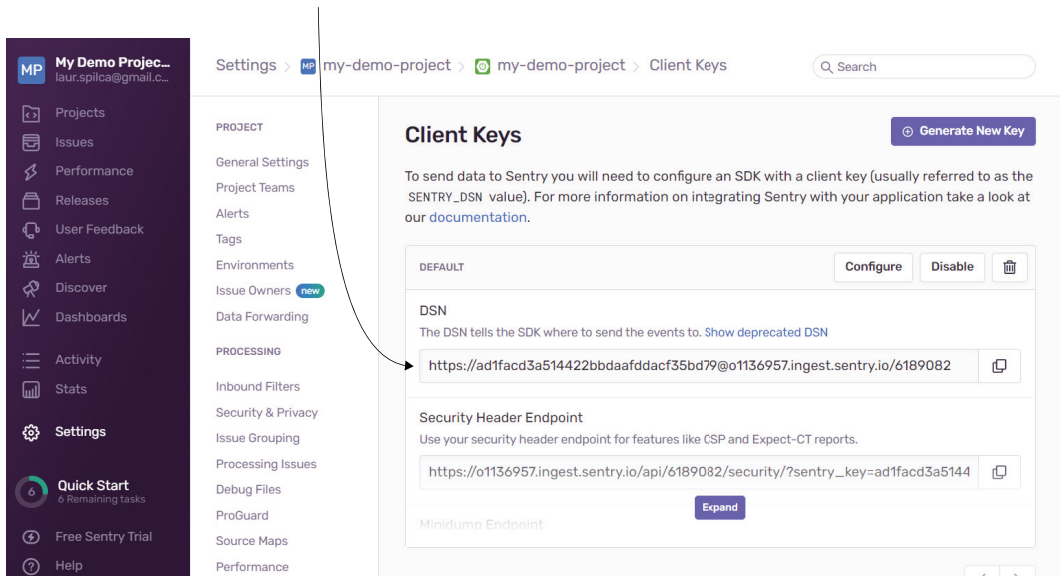 MP
My Demo Projec...
laur.spilca@gmail.c...
Projects
Issues
Performance
Releases
User Feedback
Alerts
Discover
Dashboards
Activity
Stats
Settings
6
Quick Start
6 Remaining tasks
Free Sentry Trial
Help
Settings > MP my-demo-project > my-demo-project > Client Keys
Search
PROJECT
General Settings
Project Teams
Alerts
Tags
Environments
Issue Owners new
Data Forwarding
PROCESSING
Inbound Filters
Security & Privacy
Issue Grouping
Processing Issues
Debug Files
ProGuard
Source Maps
Performance
Client Keys
Generate New Key
To send data to Sentry you will need to configure an SDK with a client key (usually referred to as the
SENTRY_DSN value). For more information on integrating Sentry with your application take a look at
our documentation.
DEFAULT
Configure
Disable
DSN
The DSN tells the SDK where to send the events to. Show deprecated DSN
https://ad1facd3a514422bbdaafddacf35bd79@o1136957.ingest.sentry.io/6189082
Security Header Endpoint
Use your security header endpoint for features like CSP and Expect-CT reports.
https://o1136957.ingest.sentry.io/api/6189082/security/?sentry_key=ad1facd3a5144
Expand
Minidump Endpoint